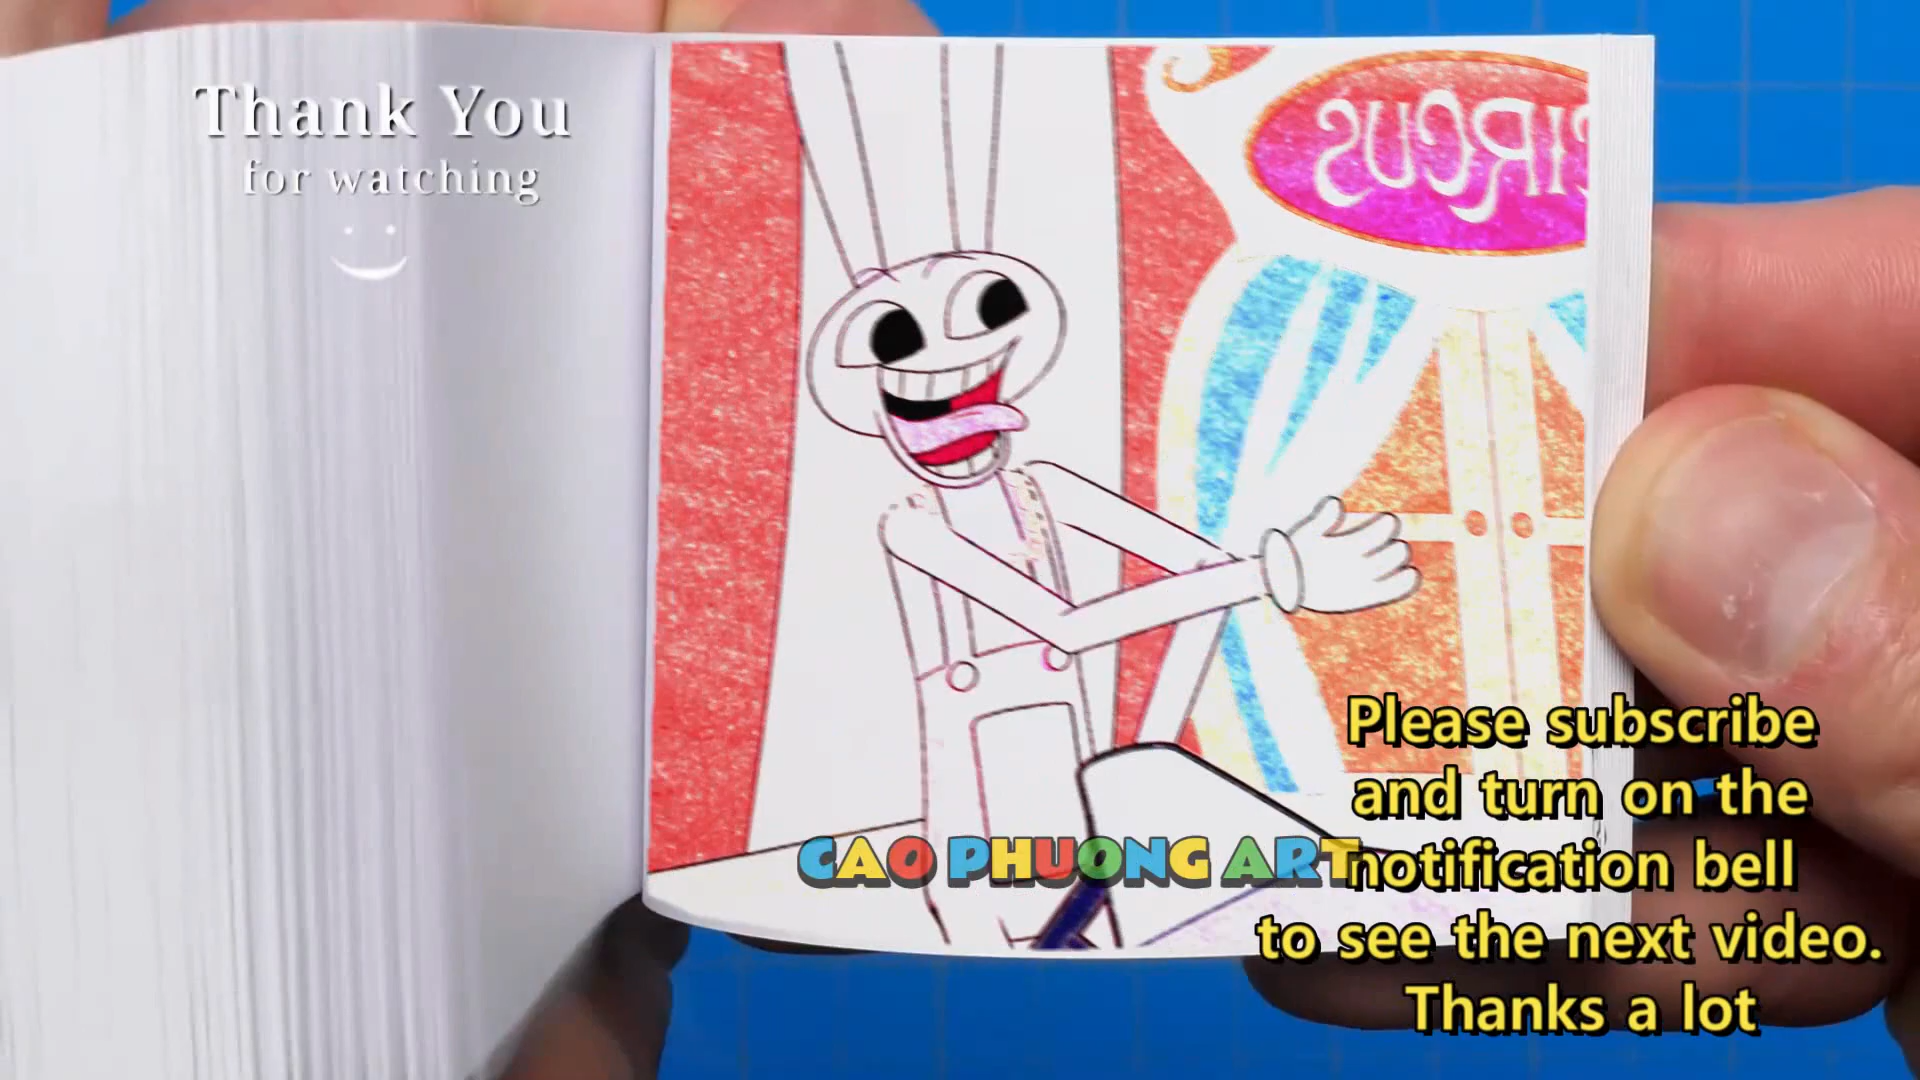 Thank You
for watching
CIRCUS
CAO PHUONG ART
Please subscribe
and turn on the
notification bell
to see the next video.
Thanks a lot